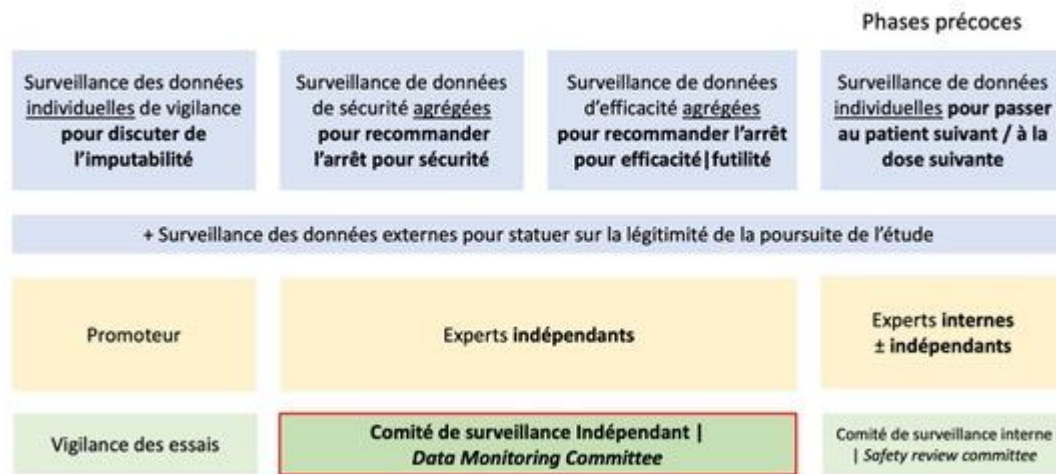 Phases précoces
Surveillance des données
individuelles de vigilance
pour discuter de
l'imputabilité
Surveillance de données
de sécurité agrégées
pour recommander
l'arrêt pour sécurité
Surveillance de données
d'efficacité agrégées
pour recommander l'arrêt
pour efficacité|futilité
Surveillance de données
individuelles pour passer
au patient suivant / à la
dose suivante
+ Surveillance des données externes pour statuer sur la légitimité de la poursuite de l'étude
Promoteur
Experts indépendants
Experts internes
± indépendants
Vigilance des essais
Comité de surveillance Indépendant |
Data Monitoring Committee
Comité de surveillance interne
| Safety review committee